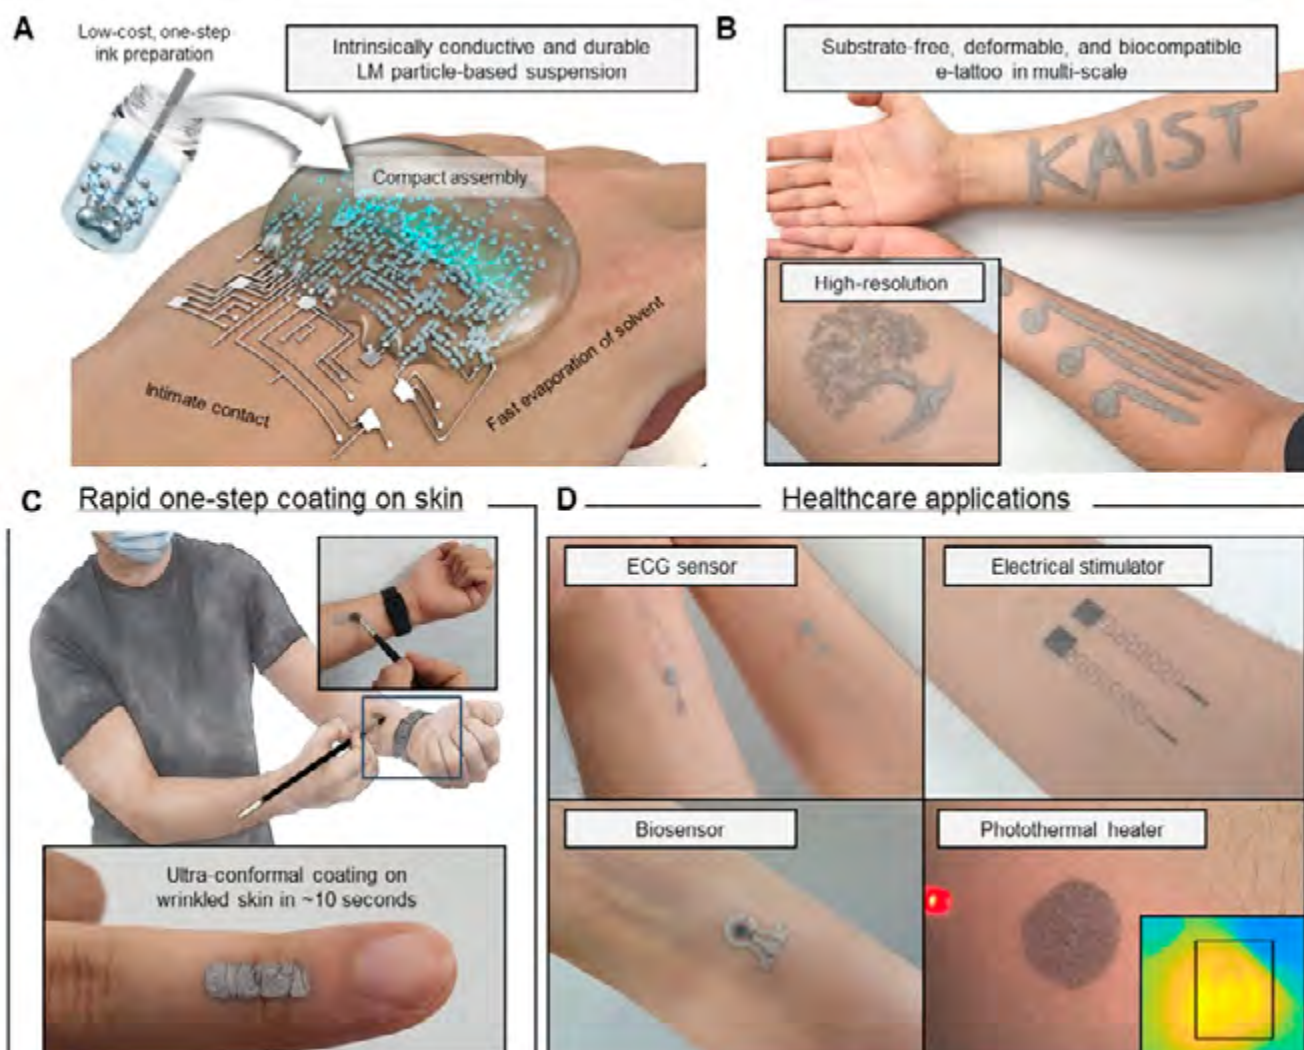 A
Low-cost, one-step
ink preparation
Intrinsically conductive and durable
LM particle-based suspension
Compact assembly
Intimate contact
Fast evaporation of solvent
B
Substrate-free, deformable, and biocompatible
e-tattoo in multi-scale
KAIST
High-resolution
C
Rapid one-step coating on skin
Ultra-conformal coating on
wrinkled skin in ~10 seconds
D
Healthcare applications
ECG sensor
Electrical stimulator
Biosensor
Photothermal heater